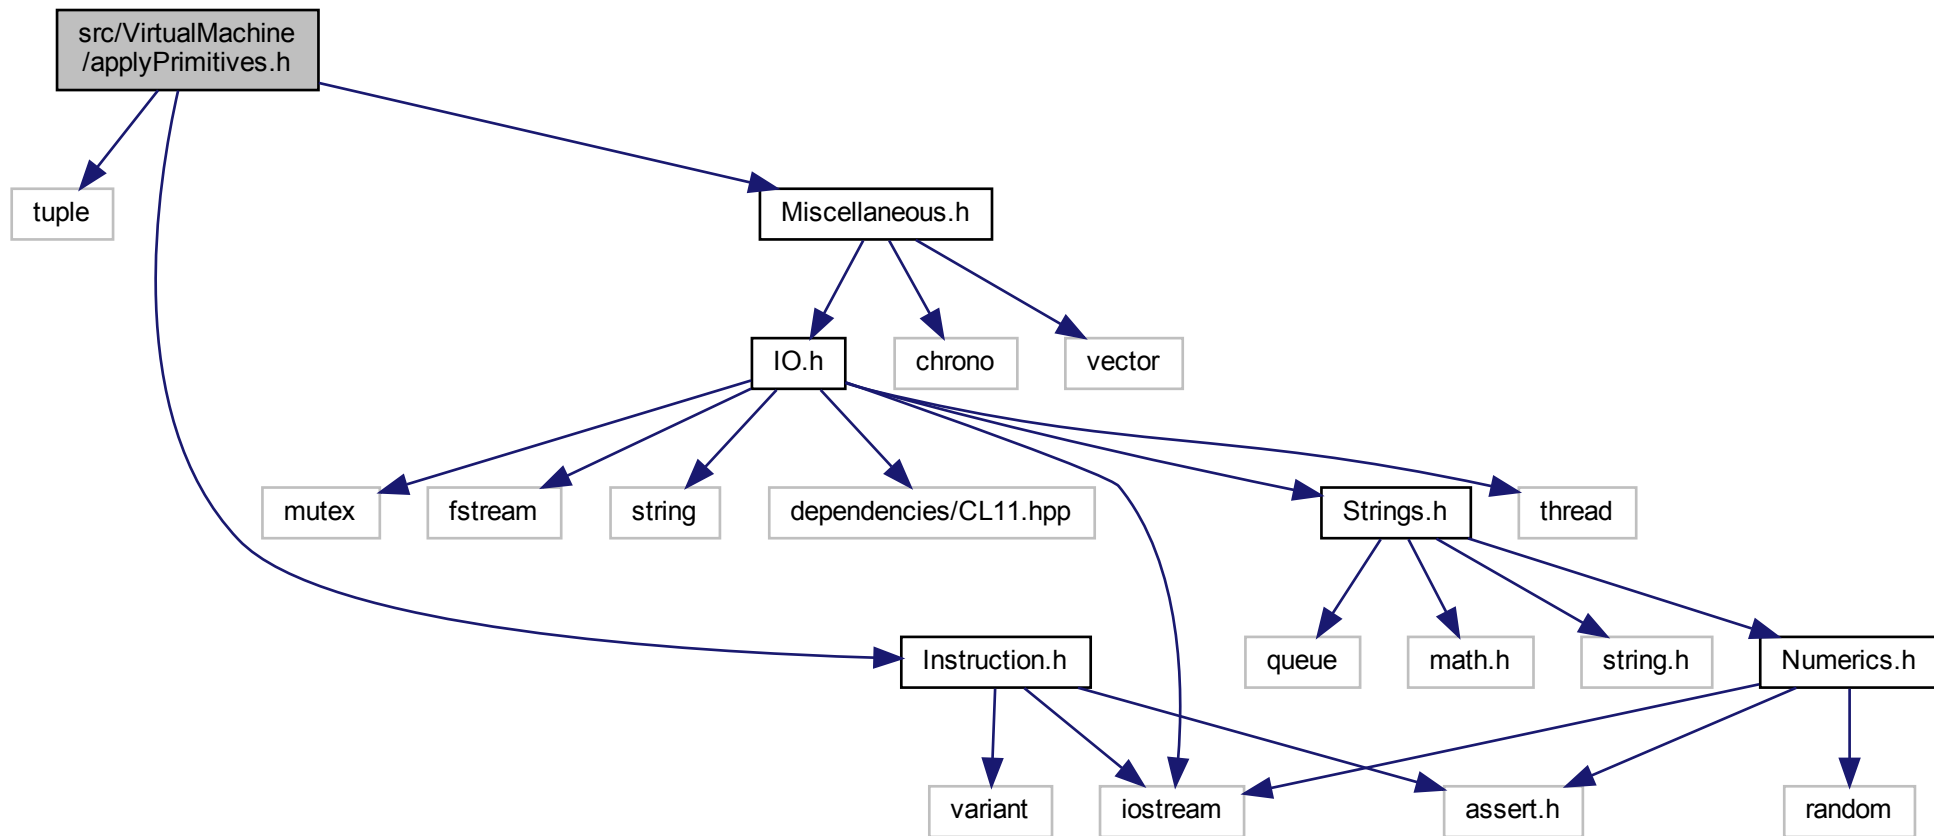 src/VirtualMachine
/applyPrimitives.h
tuple
Miscellaneous.h
IO.h
chrono
vector
mutex
fstream
string
dependencies/CL11.hpp
Strings.h
thread
Instruction.h
queue
math.h
string.h
Numerics.h
variant
iostream
assert.h
random